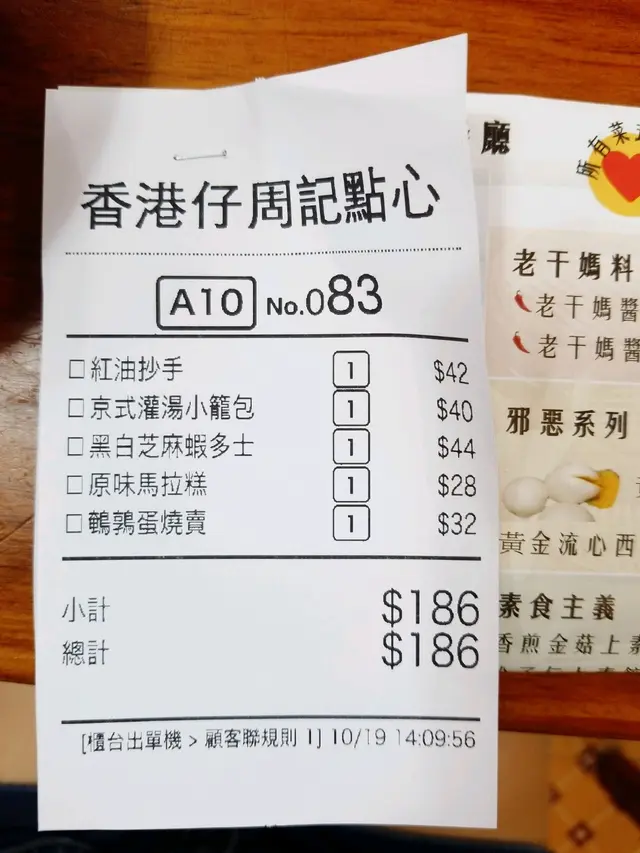 香港仔周記點心
A10 No.083
□紅油抄手 1 $42
□京式灌湯小籠包 1 $40
□黑白芝麻蝦多士 1 $44
□原味馬拉糕 1 $28
□鵪鶉蛋燒賣 1 $32
小計 $186
總計 $186
[櫃台出單機 > 顧客聯規則 1] 10/19 14:09:56
廳
所有菜
老干媽料
老干媽醬
老干媽醬
邪惡系列
黃金流心西
素食主義
香煎金菇上素